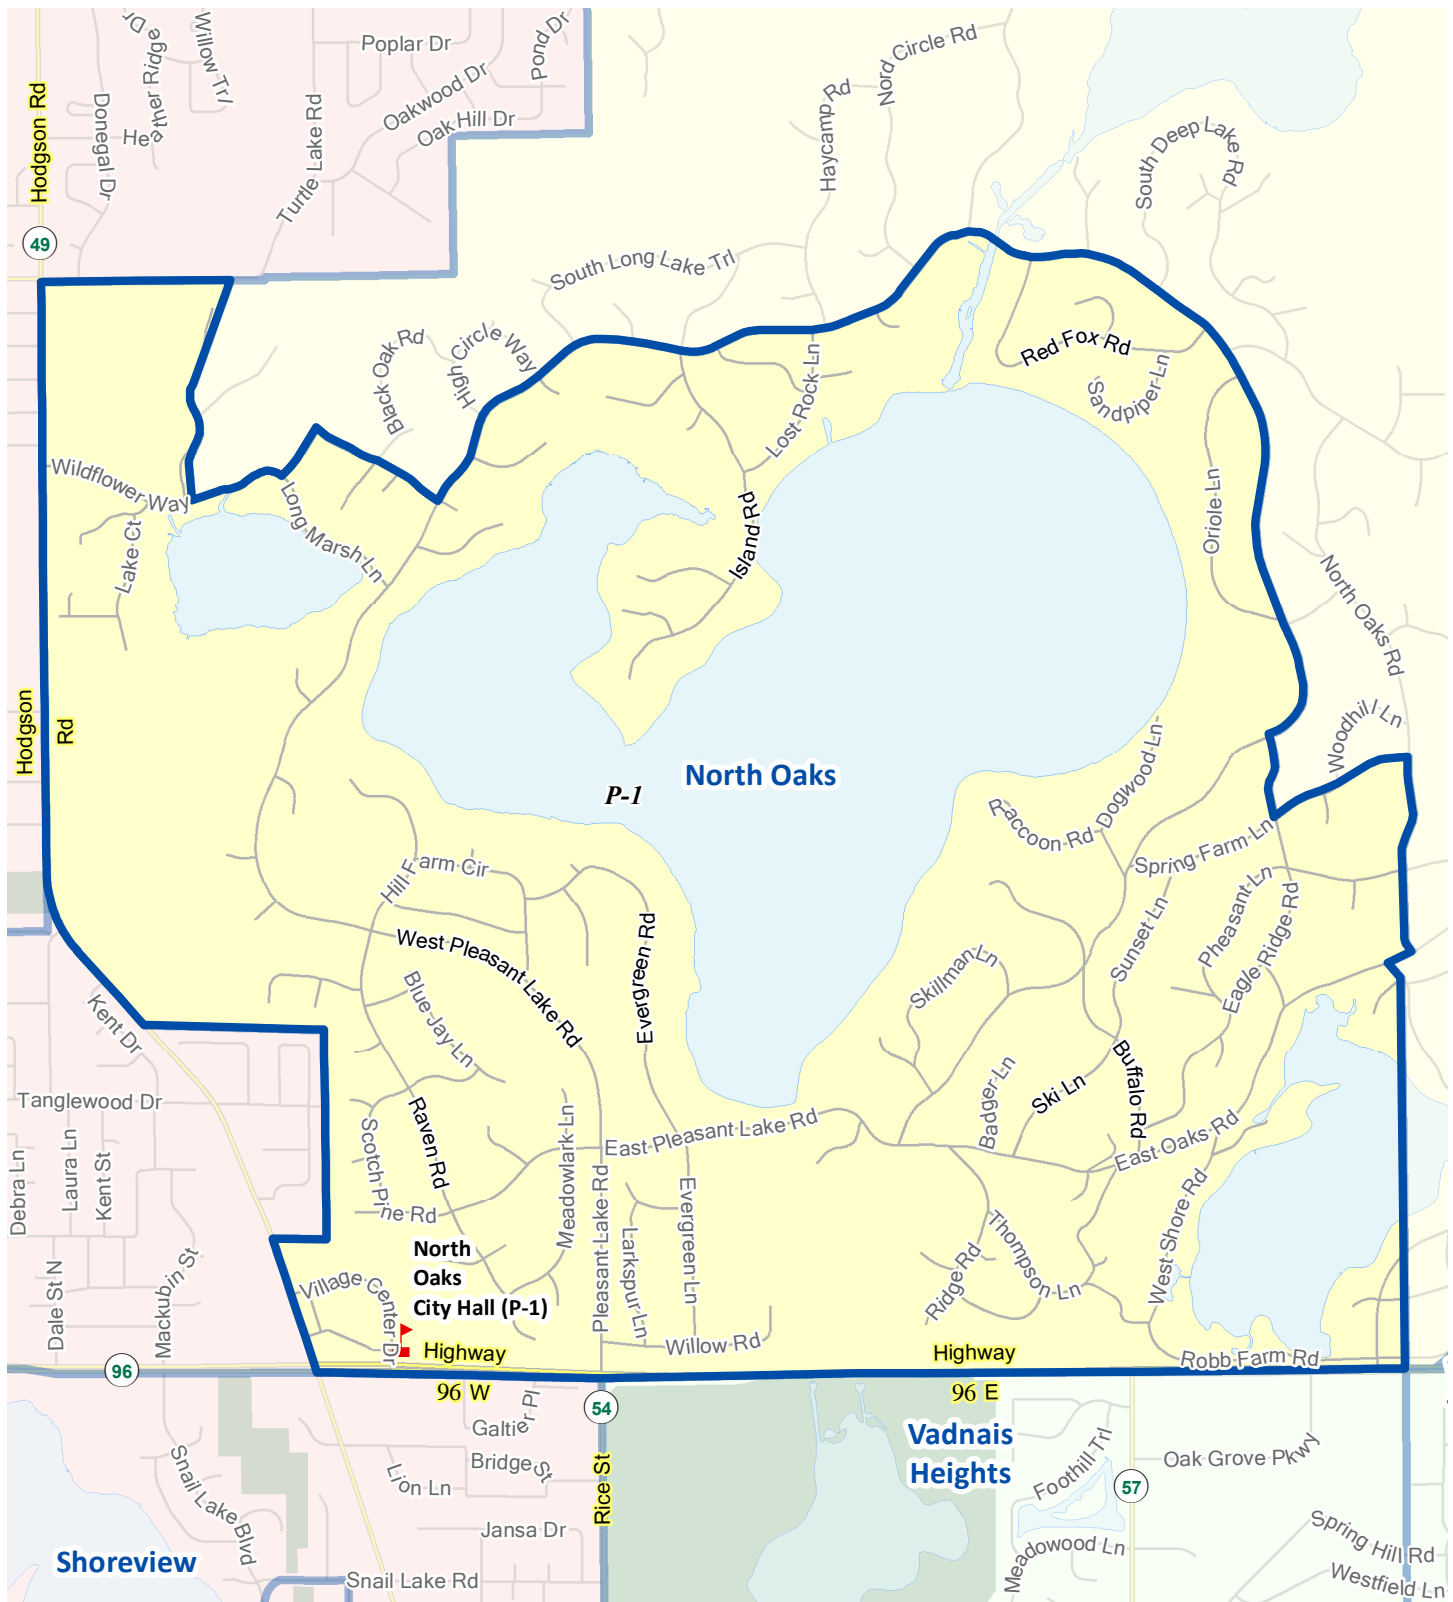 Hodgson Rd
49
Donegal Dr
Heather Ridge Dr
Willow Trl
Poplar Dr
Oakwood Dr
Oak Hill Dr
Pond Dr
Turtle Lake Rd
Nord Circle Rd
Haycamp Rd
South Deep Lake Rd
South Long Lake Trl
Black Oak Rd
High Circle Way
Lost Rock Ln
Red Fox Rd
Sandpiper Ln
Oriole Ln
Wildflower Way
Long Marsh Ln
Lake Ct
Island Rd
North Oaks Rd
Woodhill Ln
Hodgson
Rd
North Oaks
P-1
Dogwood Ln
Raccoon Rd
Spring Farm Ln
Hill Farm Cir
West Pleasant Lake Rd
Evergreen Rd
Sunset Ln
Pheasant Ln
Eagle Ridge Rd
Skillman Ln
Blue Jay Ln
Kent Dr
Buffalo Rd
Ski Ln
Badger Ln
Tanglewood Dr
Raven Rd
Scotch Pine Rd
Meadowlark Ln
East Pleasant Lake Rd
East Oaks Rd
Debra Ln
Laura Ln
Kent St
Pleasant Lake Rd
Evergreen Ln
Larkspur Ln
West Shore Rd
Thompson Ln
Ridge Rd
Dale St N
Mackubin St
North
Oaks
City Hall (P-1)
Village Center Dr
Willow Rd
Highway
Highway
Robb Farm Rd
96
96 W
96 E
54
Galtier Pl
Bridge St
Lion Ln
Jansa Dr
Snail Lake Blvd
Snail Lake Rd
Rice St
Vadnais
Heights
Foothill Trl
57
Oak Grove Pkwy
Meadowood Ln
Spring Hill Rd
Westfield Ln
Shoreview